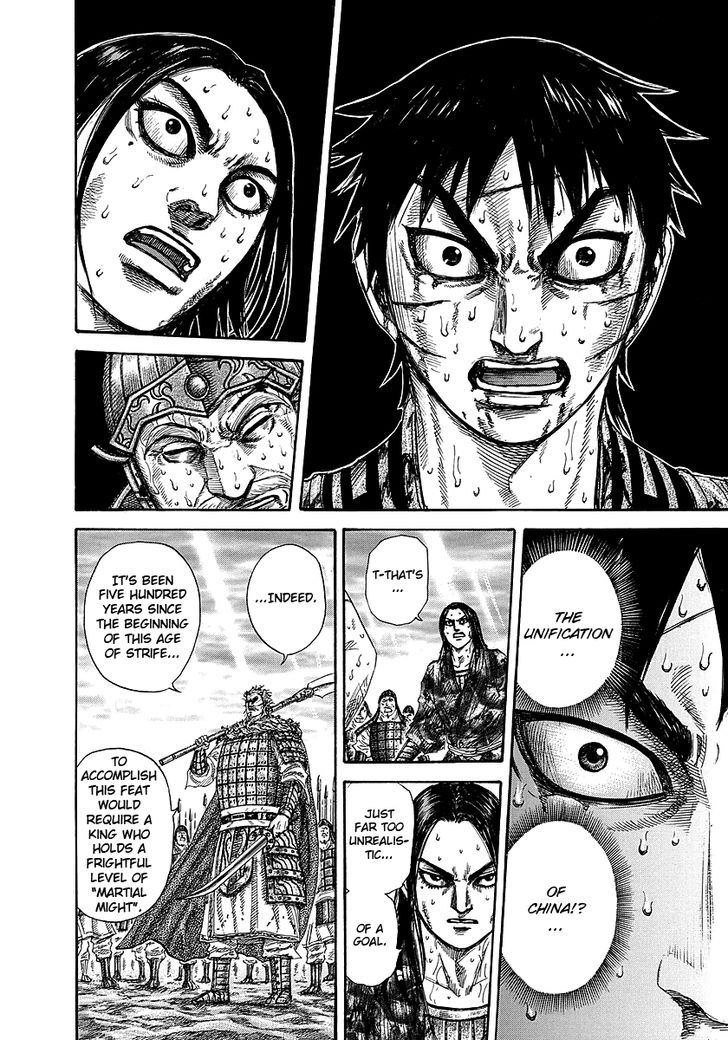 THE
UNIFICATION
...
OF
CHINA!?
...
T-THAT'S
...
JUST
FAR TOO
UNREALIS-
TIC...
OF A
GOAL.
...INDEED.
IT'S BEEN
FIVE HUNDRED
YEARS SINCE
THE BEGINNING
OF THIS AGE
OF STRIFE...
TO
ACCOMPLISH
THIS FEAT
WOULD
REQUIRE A
KING WHO
HOLDS A
FRIGHTFUL
LEVEL OF
"MARTIAL
MIGHT".